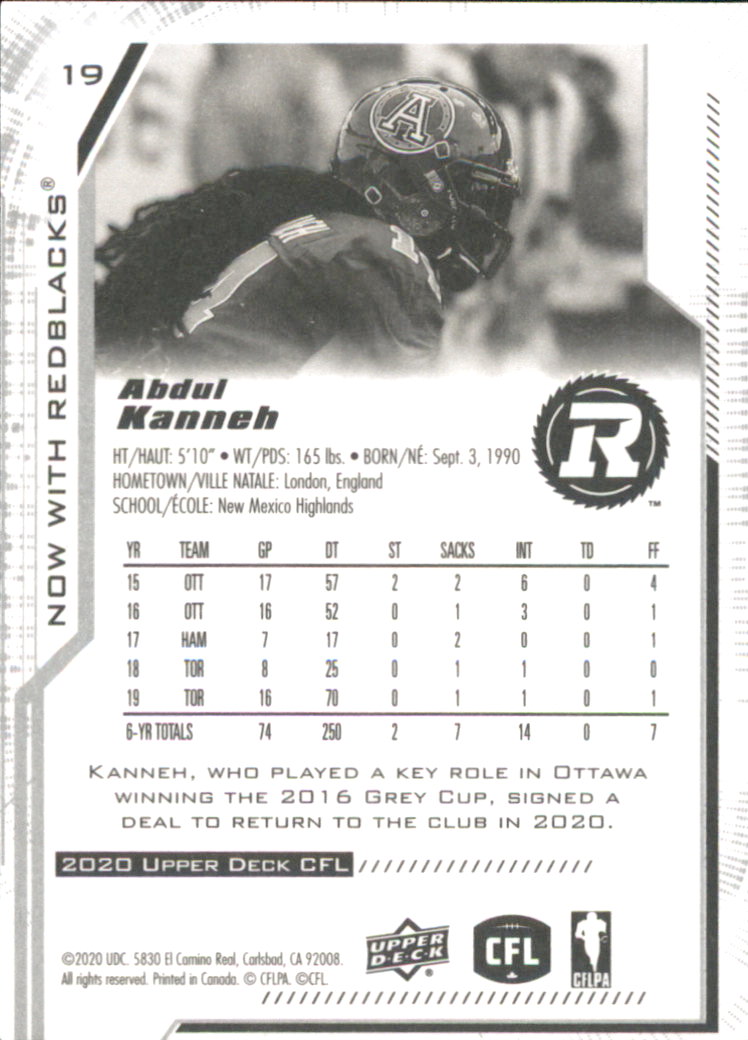 19
NOW WITH REDBLACKS®
A
Abdul
Kanneh
R
™
HT/HAUT: 5'10" • WT/PDS: 165 lbs. • BORN/NÉ: Sept. 3, 1990
HOMETOWN/VILLE NATALE: London, England
SCHOOL/ÉCOLE: New Mexico Highlands
YR TEAM GP DT ST SACKS INT TD FF
15 OTT 17 57 2 2 6 0 4
16 OTT 16 52 0 1 3 0 1
17 HAM 7 17 0 2 0 0 1
18 TOR 8 25 0 1 1 0 0
19 TOR 16 70 0 1 1 0 1
6-YR TOTALS 74 250 2 7 14 0 7
KANNEH, WHO PLAYED A KEY ROLE IN OTTAWA
WINNING THE 2016 GREY CUP, SIGNED A
DEAL TO RETURN TO THE CLUB IN 2020.
2020 UPPER DECK CFL
©2020 UDC. 5830 El Camino Real, Carlsbad, CA 92008.
All rights reserved. Printed in Canada. © CFLPA. ©CFL.
UPPER
D·E·C·K®
CFL
CFLPA